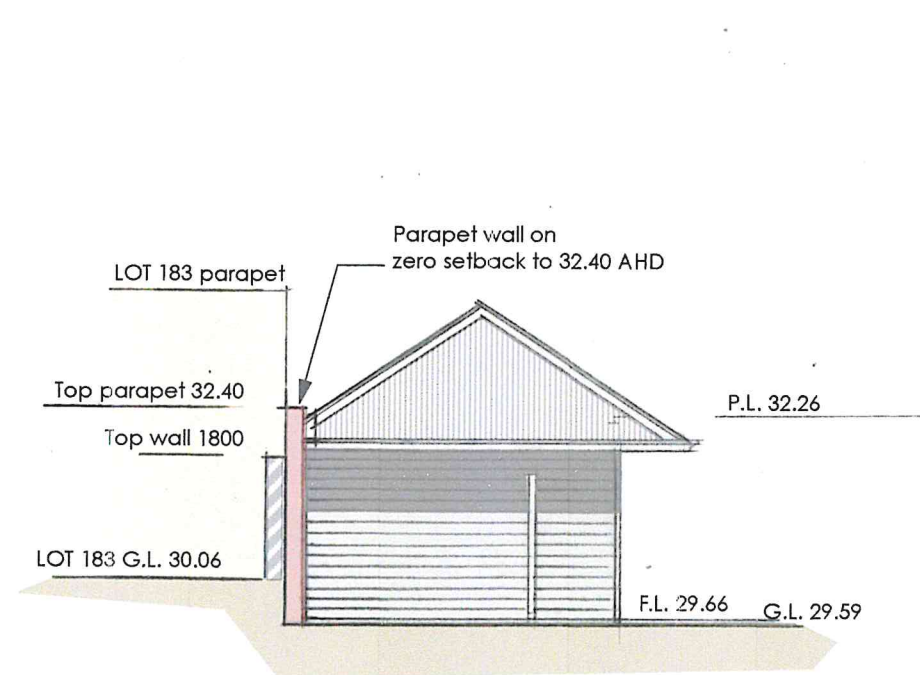 Parapet wall on
zero setback to 32.40 AHD
LOT 183 parapet
Top parapet 32.40
P.L. 32.26
Top wall 1800
LOT 183 G.L. 30.06
F.L. 29.66
G.L. 29.59